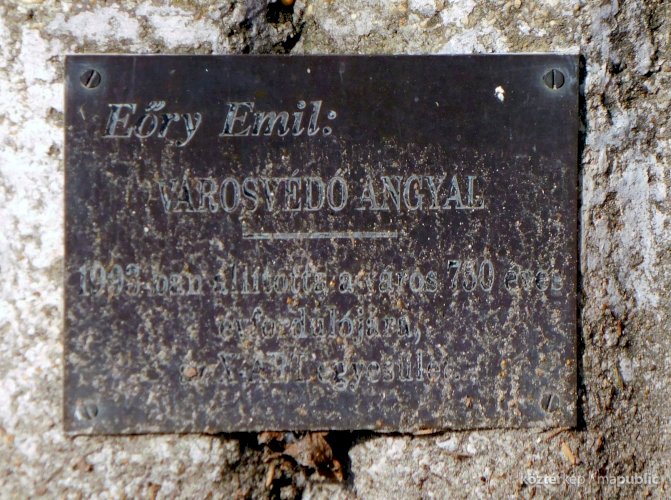 Eőry Emil:
VÁROSVÉDŐ ANGYAL
1993-ban állította a város 750 éves
évfordulójára,
egyesület
köztérkép / mapublic